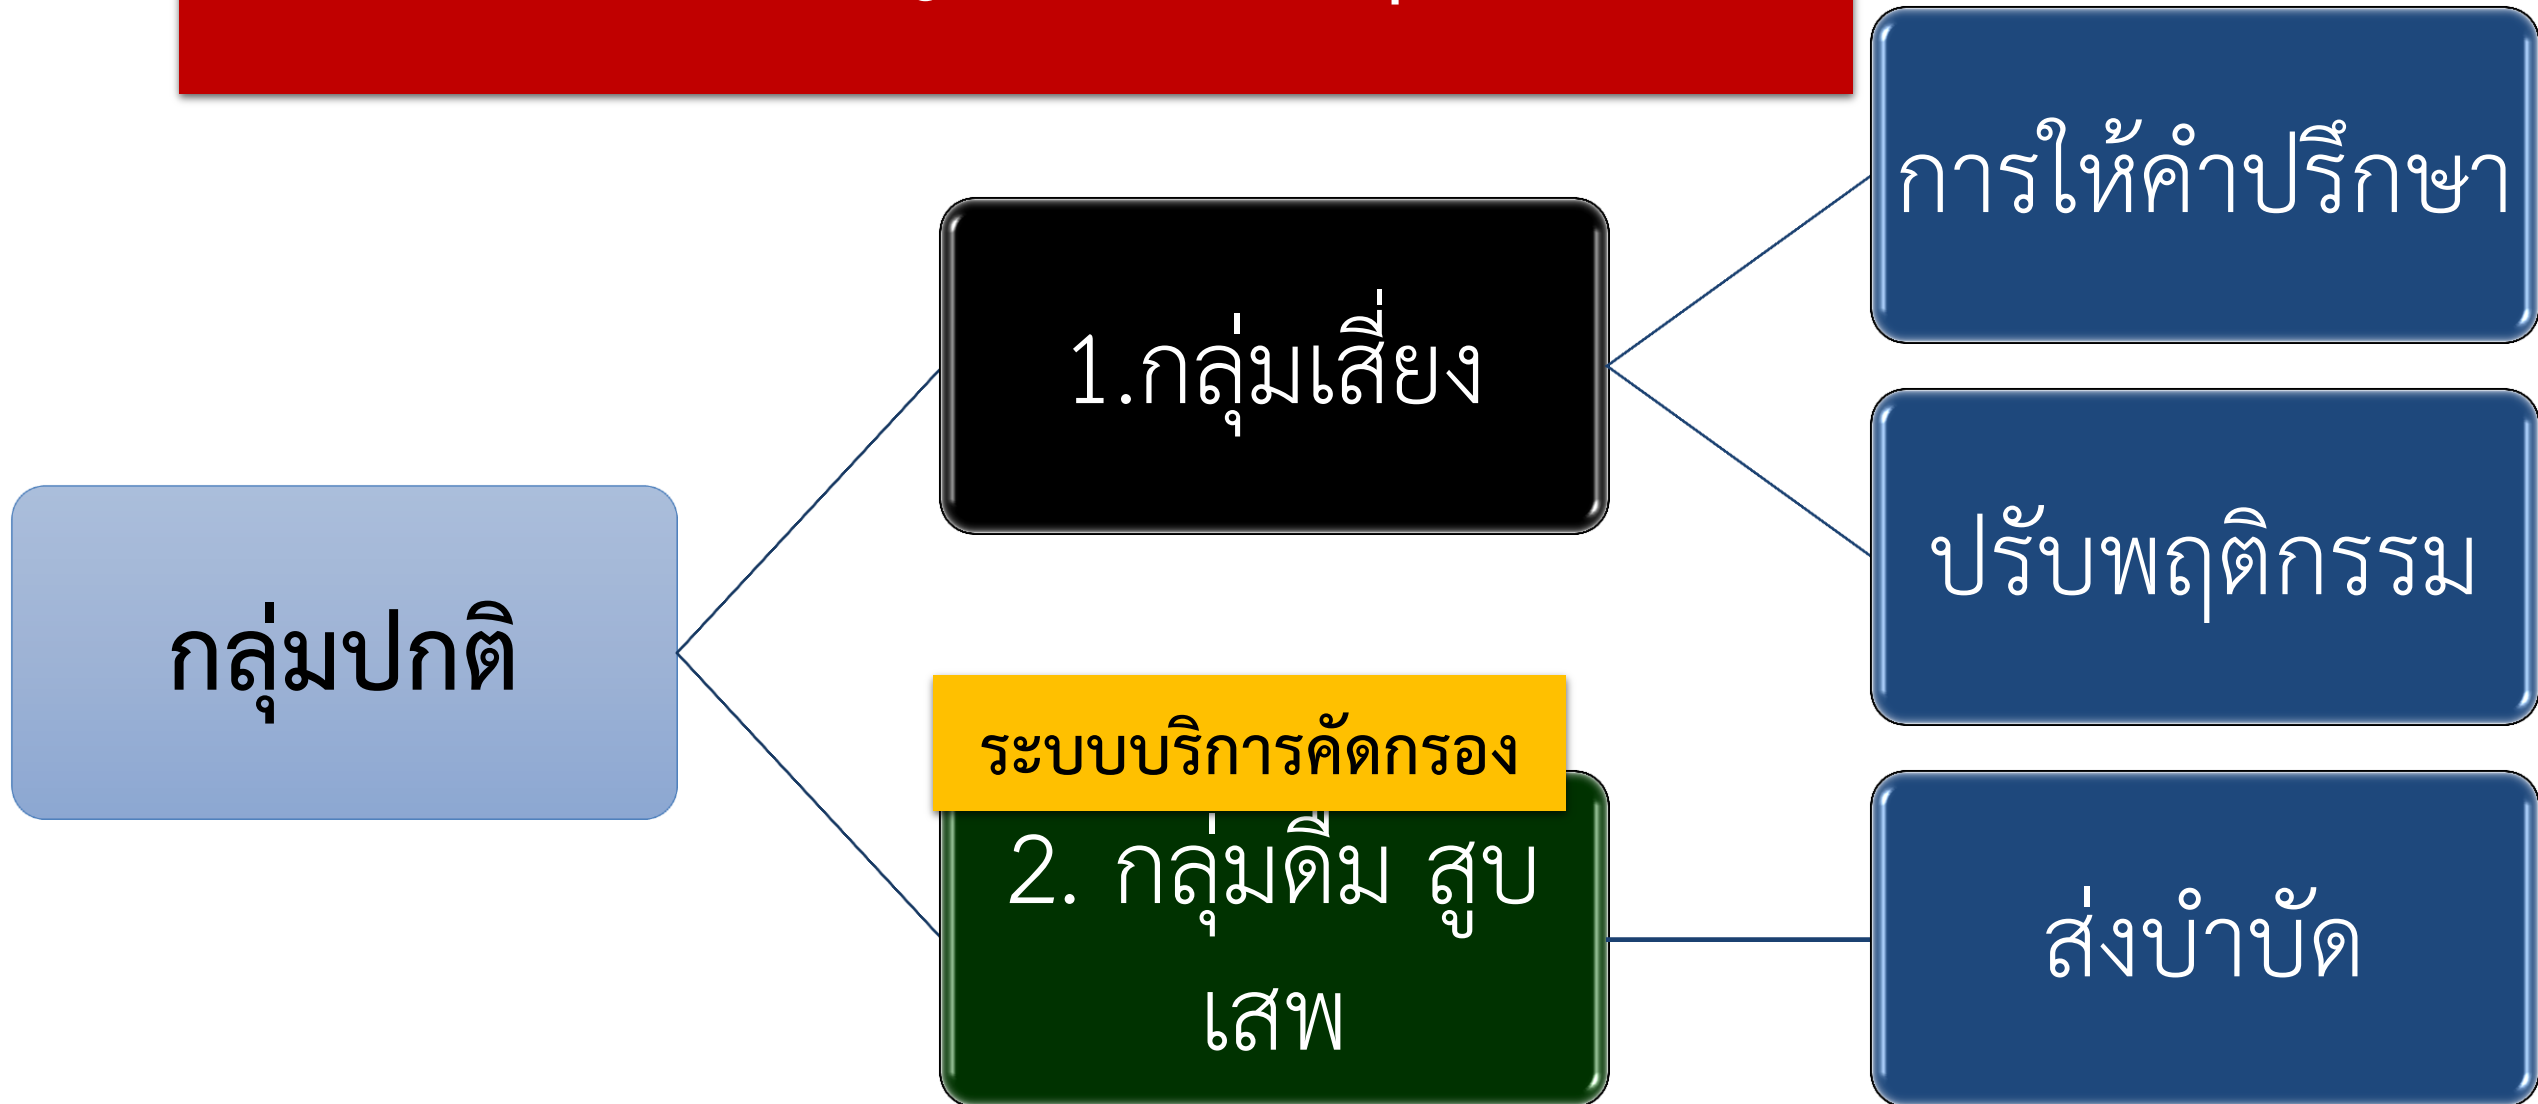 การให้คำปรึกษา
1.กลุ่มเสี่ยง
ปรับพฤติกรรม
กลุ่มปกติ
ระบบบริการคัดกรอง
2. กลุ่มดื่ม สูบ
เสพ
ส่งบำบัด